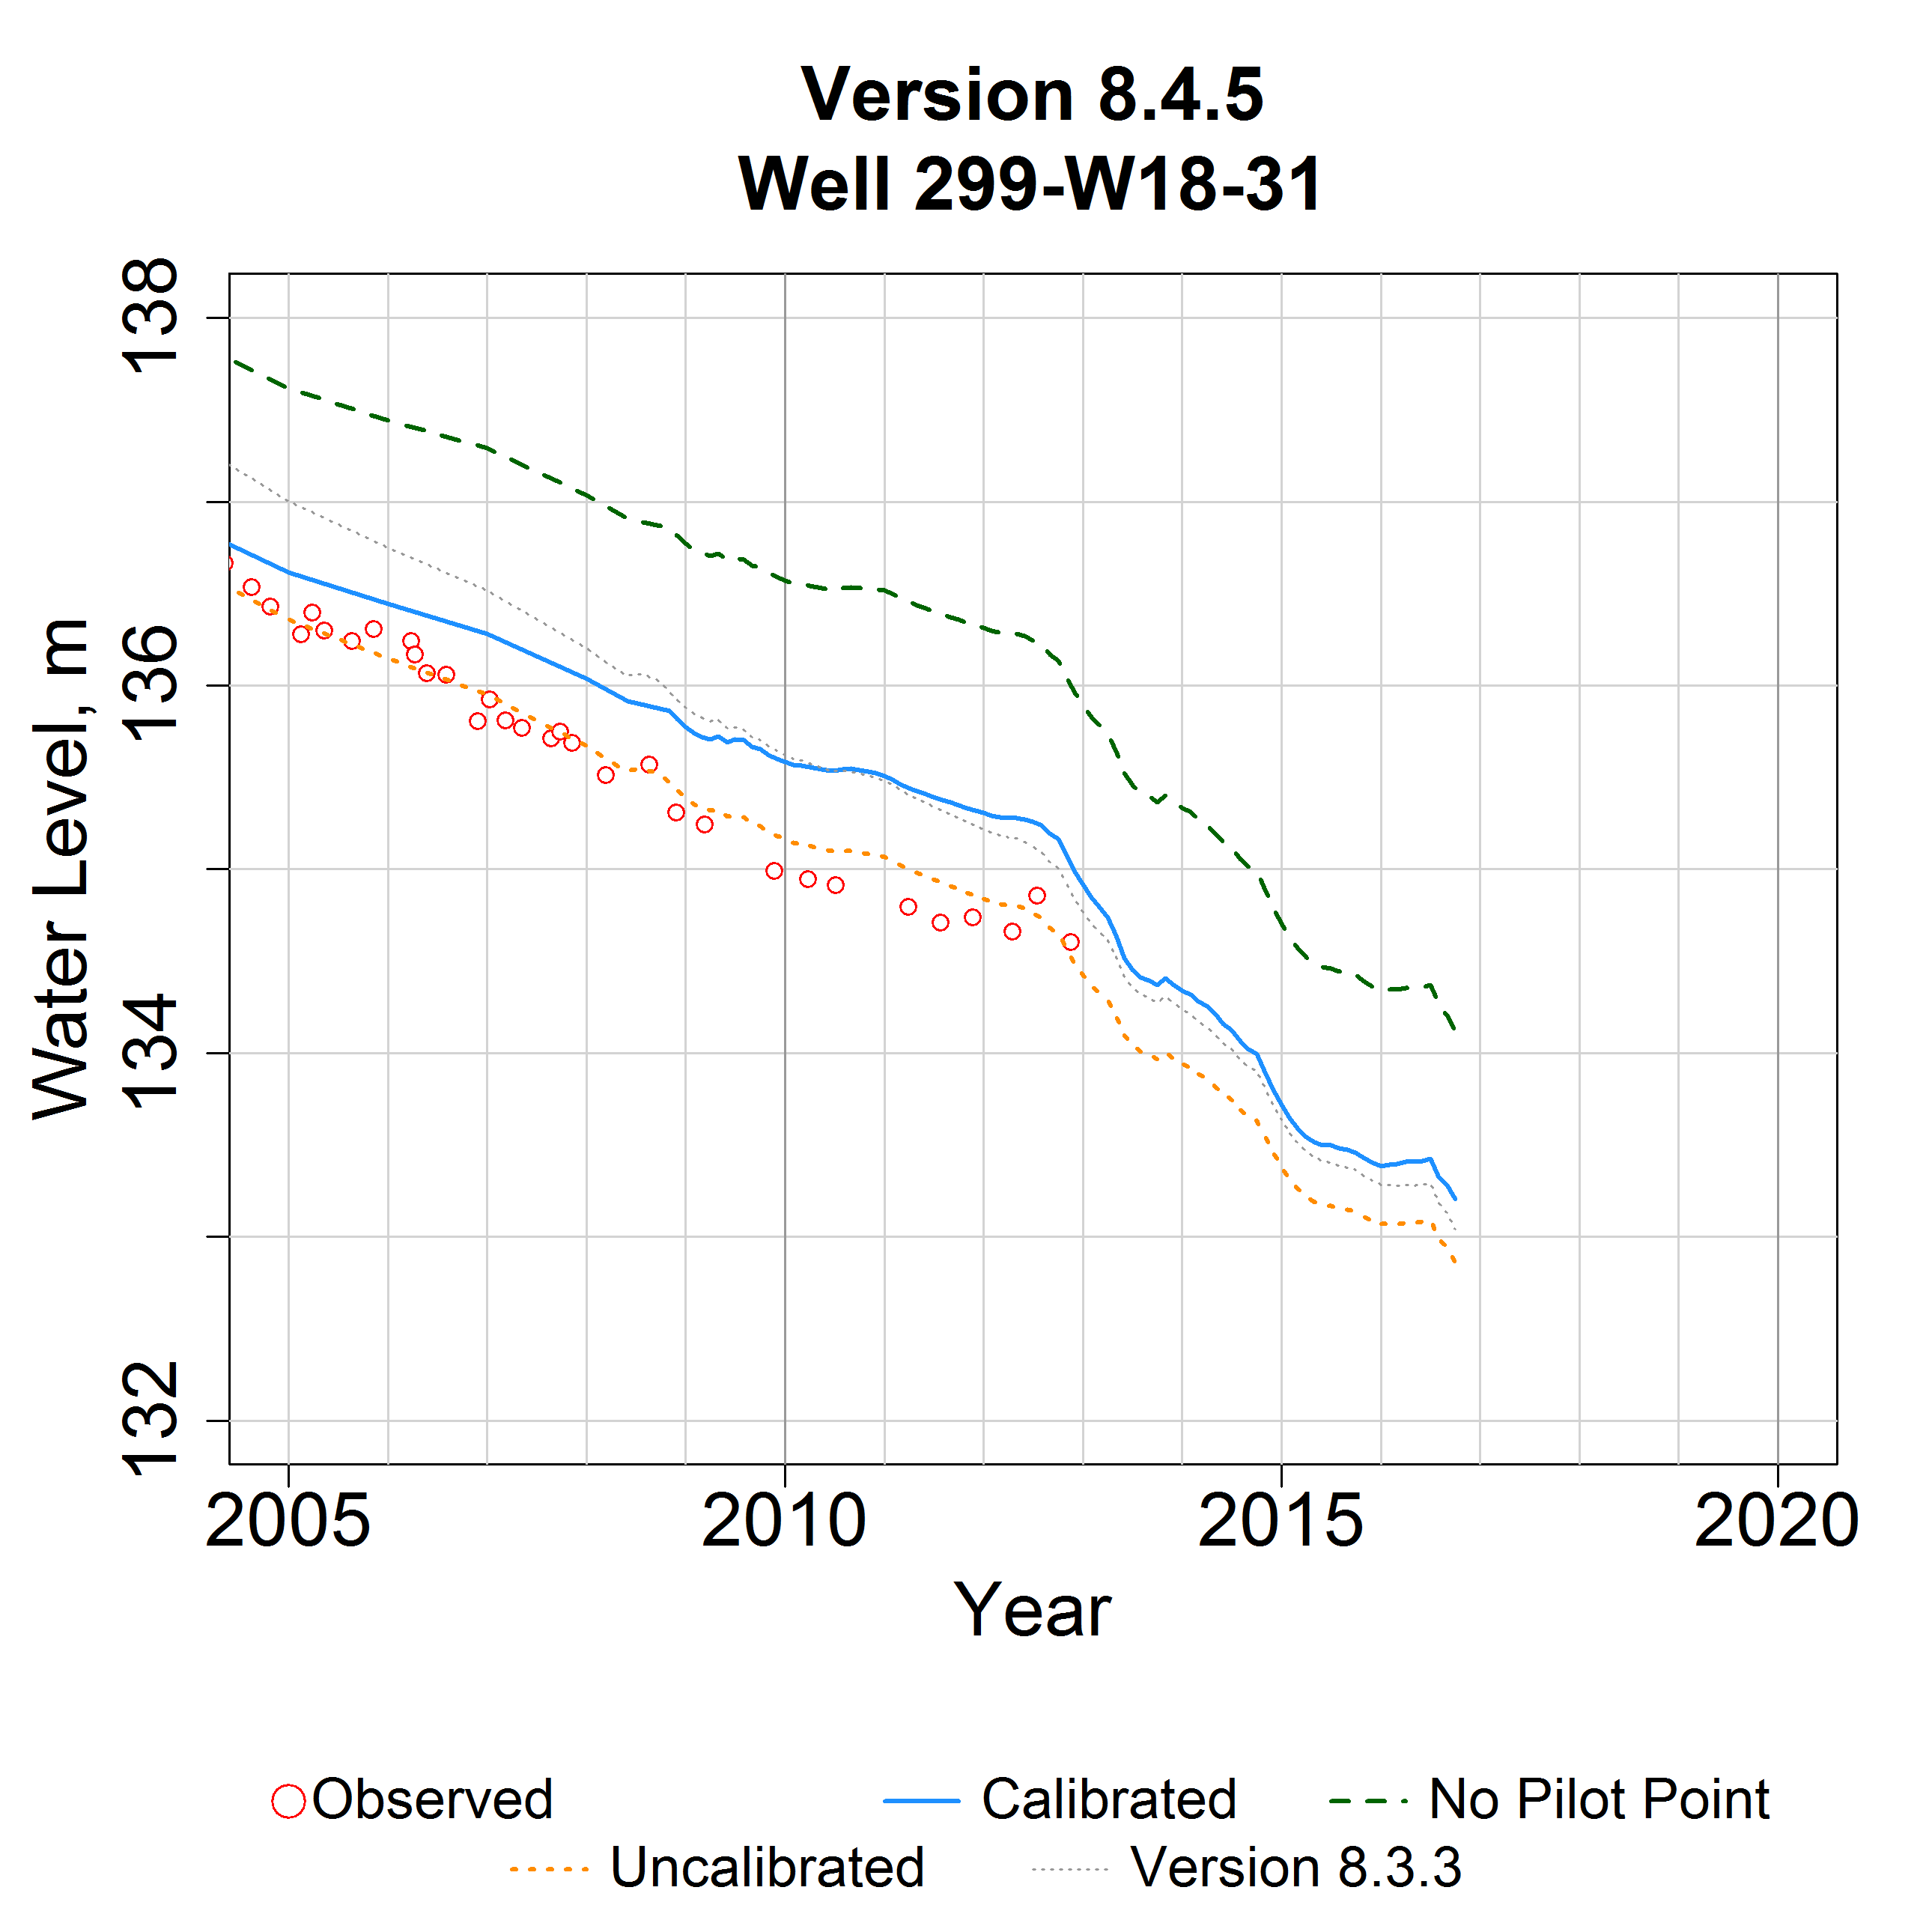 Version 8.4.5
Well 299-W18-31
Water Level, m
138
136
134
132
2005 2010 2015 2020
Year
Observed Calibrated No Pilot Point
Uncalibrated Version 8.3.3